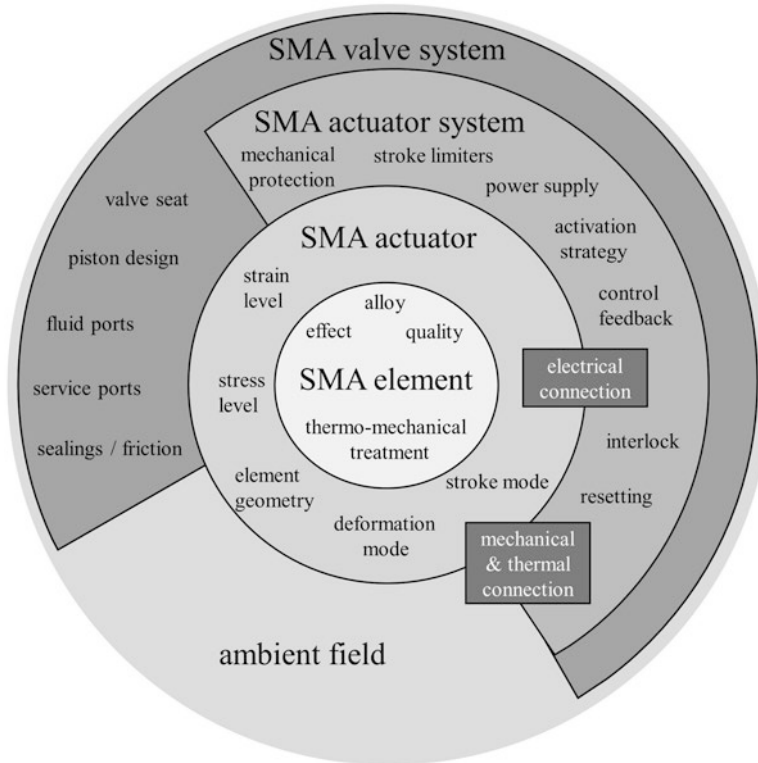 SMA valve system
SMA actuator system
mechanical
protection
stroke limiters
power supply
activation
strategy
control
feedback
valve seat
piston design
fluid ports
service ports
sealings / friction
SMA actuator
strain
level
stress
level
element
geometry
deformation
mode
stroke mode
alloy
effect
quality
SMA element
thermo-mechanical
treatment
electrical
connection
interlock
resetting
mechanical
& thermal
connection
ambient field